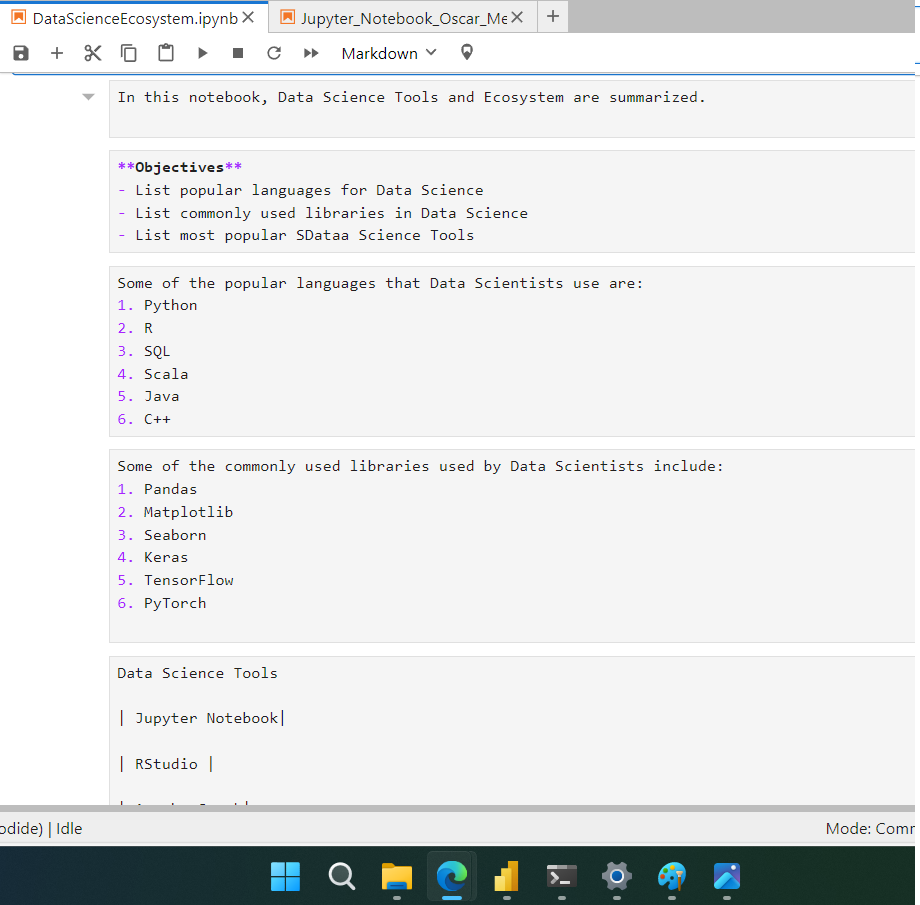 DataScienceEcosystem.ipynb
Jupyter_Notebook_Oscar_Me
Markdown
In this notebook, Data Science Tools and Ecosystem are summarized.
**Objectives**
- List popular languages for Data Science
- List commonly used libraries in Data Science
- List most popular SDataa Science Tools
Some of the popular languages that Data Scientists use are:
1. Python
2. R
3. SQL
4. Scala
5. Java
6. C++
Some of the commonly used libraries used by Data Scientists include:
1. Pandas
2. Matplotlib
3. Seaborn
4. Keras
5. TensorFlow
6. PyTorch
Data Science Tools
| Jupyter Notebook|
| RStudio |
odide) | Idle
Mode: Comm